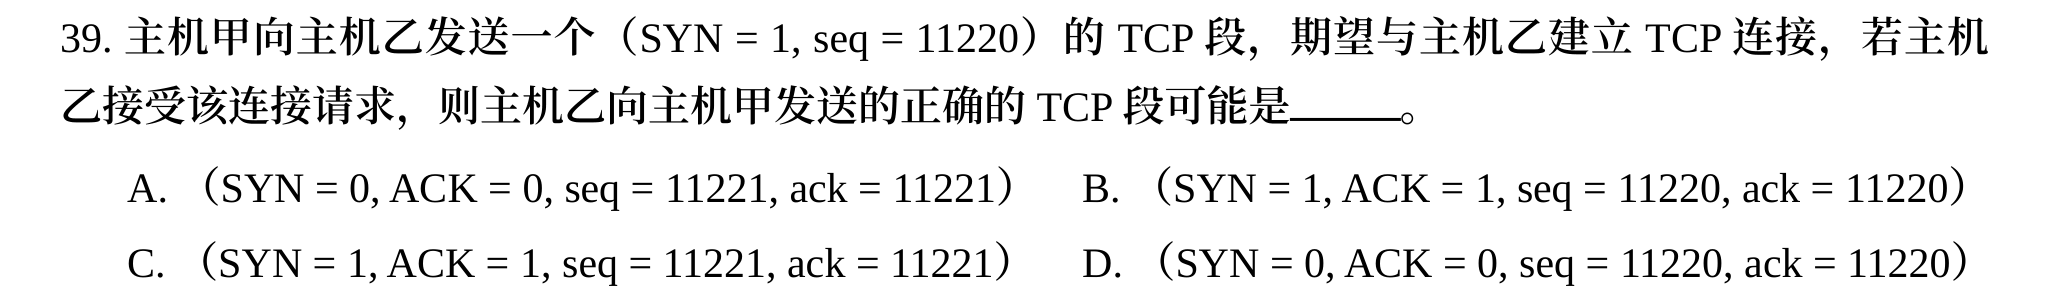 39. 主机甲向主机乙发送一个（SYN = 1, seq = 11220）的 TCP 段，期望与主机乙建立 TCP 连接，若主机
乙接受该连接请求，则主机乙向主机甲发送的正确的 TCP 段可能是_____。
A. （SYN = 0, ACK = 0, seq = 11221, ack = 11221） B. （SYN = 1, ACK = 1, seq = 11220, ack = 11220）
C. （SYN = 1, ACK = 1, seq = 11221, ack = 11221） D. （SYN = 0, ACK = 0, seq = 11220, ack = 11220）